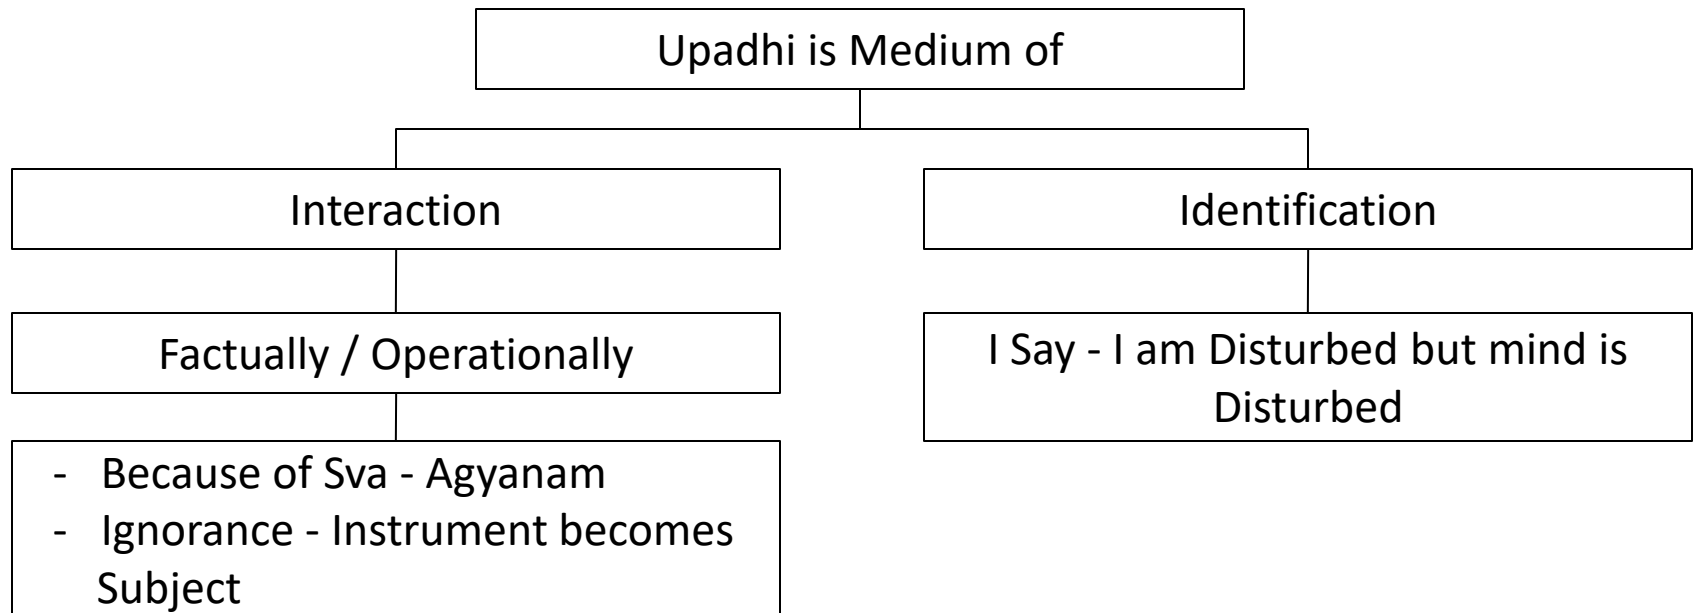 Upadhi is Medium of
Interaction
Identification
Factually / Operationally
I Say - I am Disturbed but mind is
Disturbed
- Because of Sva - Agyanam
- Ignorance - Instrument becomes
Subject